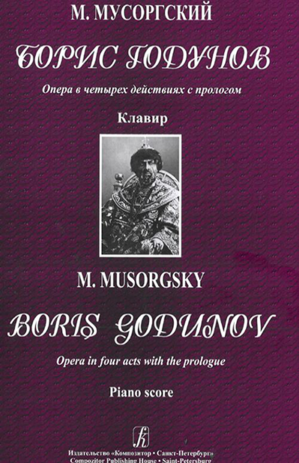 М. МУСОРГСКИЙ
БОРИС ГОДУНОВ
Опера в четырех действиях с прологом
Клавир
M. MUSORGSKY
BORIS GODUNOV
Opera in four acts with the prologue
Piano score
Издательство «Композитор • Санкт-Петербург»
Compozitor Publishing House • Saint-Petersburg